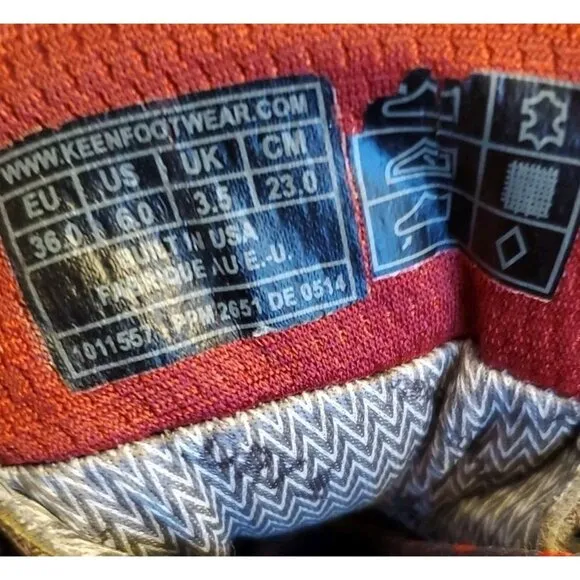 WWW.KEENFOOTWEAR.COM
EU US UK CM
36.0 6.0 3.5 23.0
BUILT IN USA
FABRIQUÉ AU E.-U.
1011557 PPM 2651 DE 0514